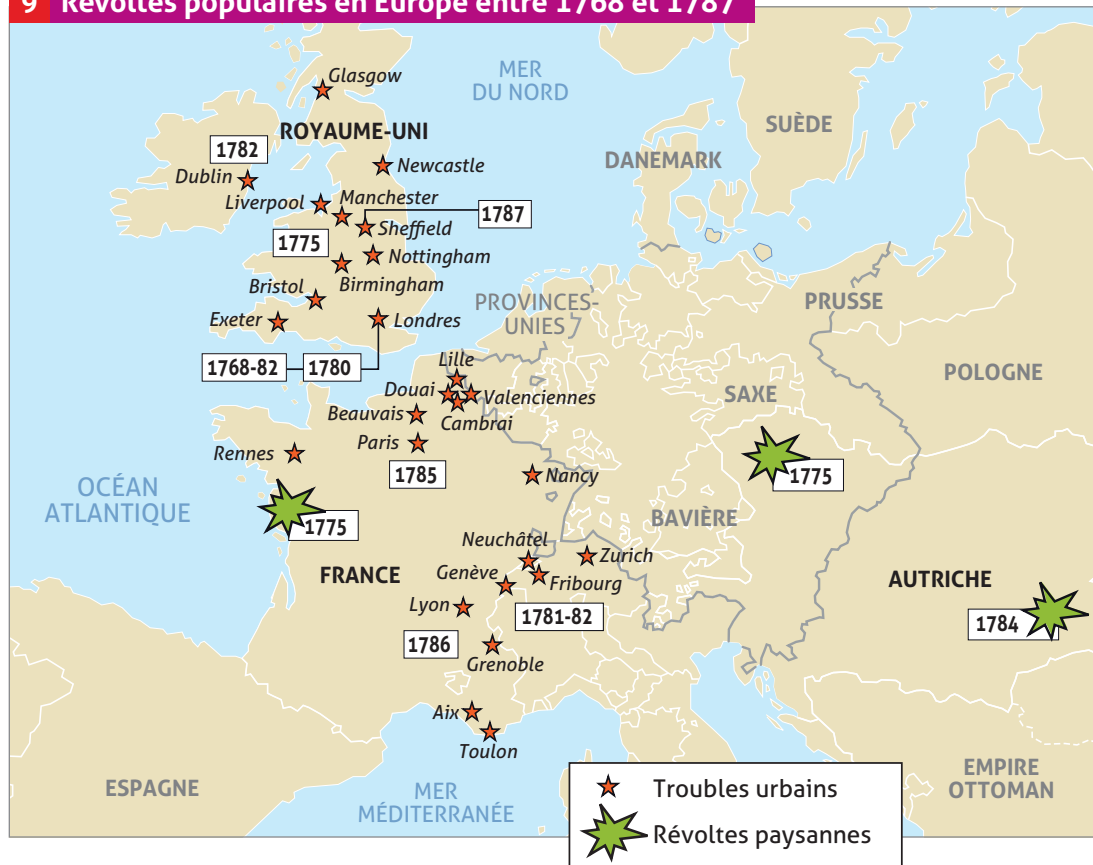 9 Révoltes populaires en Europe entre 1768 et 1787
Glasgow
MER
DU NORD
SUÈDE
ROYAUME-UNI
DANEMARK
1782
Dublin
Newcastle
Liverpool
Manchester
1787
Sheffield
1775
Nottingham
Birmingham
Bristol
PROVINCES-
UNIES
PRUSSE
Exeter
Londres
1768-82
1780
POLOGNE
Lille
Douai
Valenciennes
SAXE
Beauvais
Cambrai
Paris
Rennes
1785
Nancy
1775
OCÉAN
ATLANTIQUE
1775
BAVIÈRE
Neuchâtel
Zurich
FRANCE
Genève
Fribourg
AUTRICHE
Lyon
1781-82
1784
1786
Grenoble
Aix
Toulon
ESPAGNE
MER
MÉDITERRANÉE
EMPIRE
OTTOMAN
Troubles urbains
Révoltes paysannes